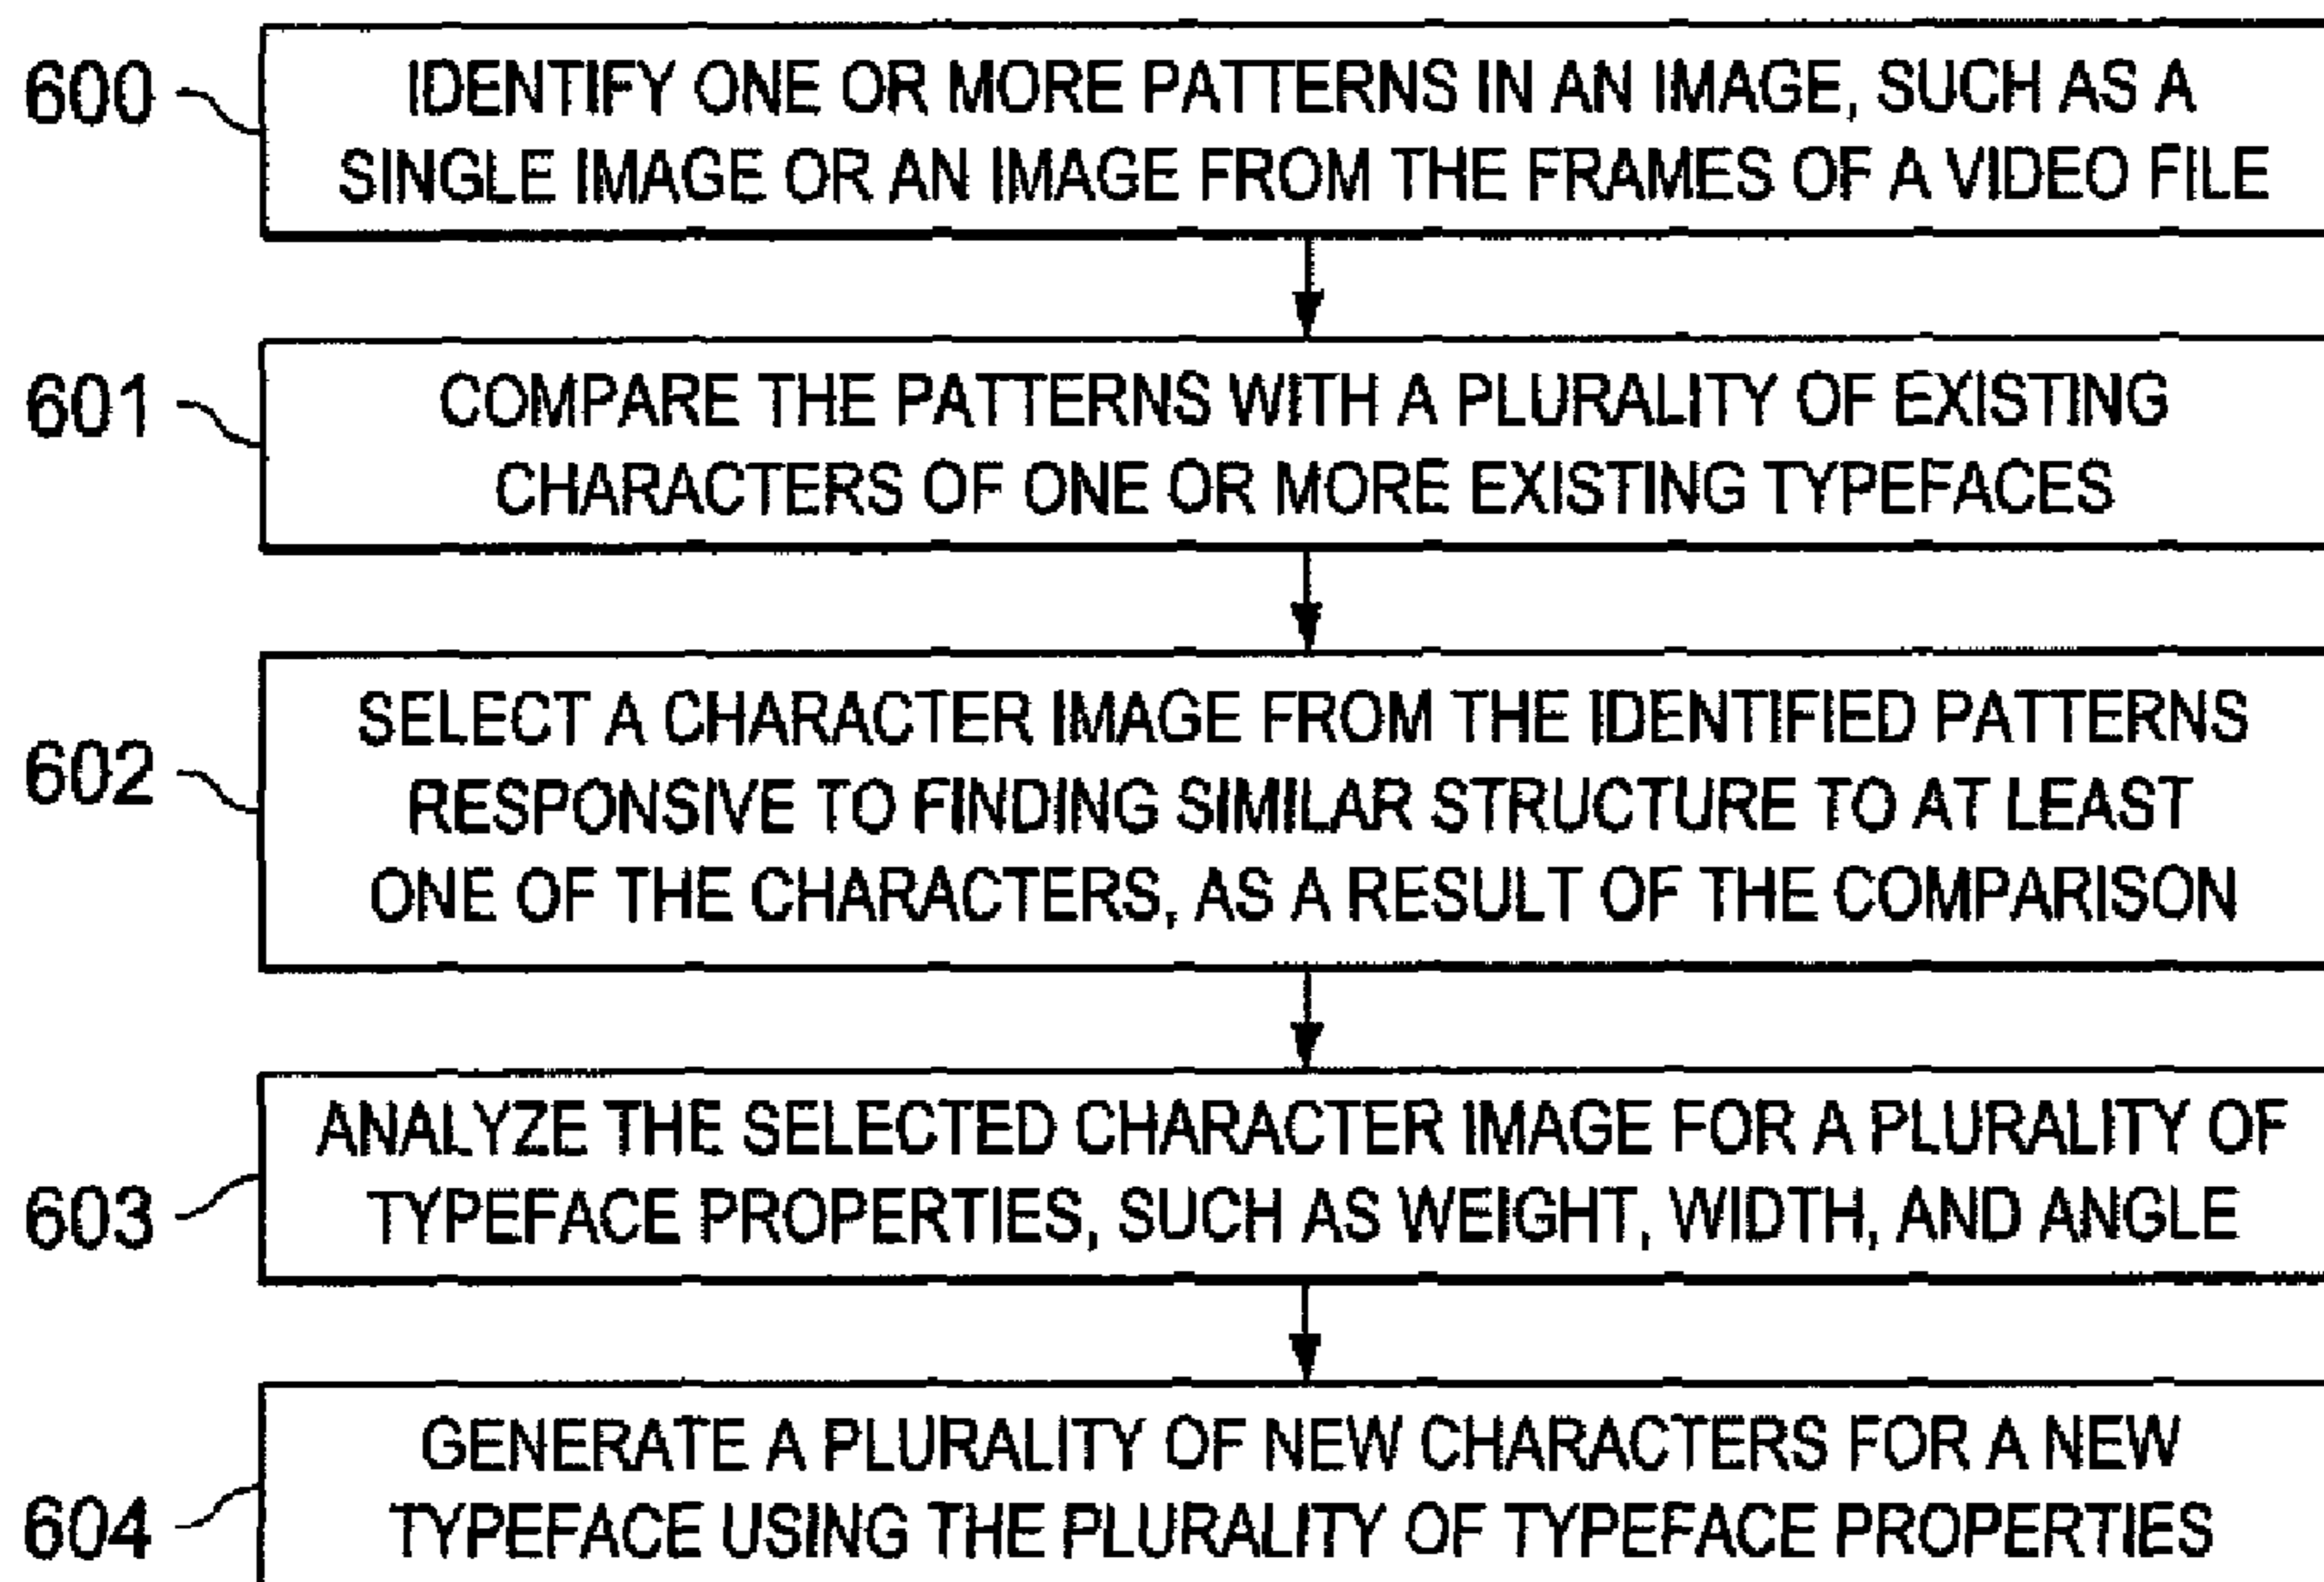 600
IDENTIFY ONE OR MORE PATTERNS IN AN IMAGE, SUCH AS A
SINGLE IMAGE OR AN IMAGE FROM THE FRAMES OF A VIDEO FILE
601
COMPARE THE PATTERNS WITH A PLURALITY OF EXISTING
CHARACTERS OF ONE OR MORE EXISTING TYPEFACES
602
SELECT A CHARACTER IMAGE FROM THE IDENTIFIED PATTERNS
RESPONSIVE TO FINDING SIMILAR STRUCTURE TO AT LEAST
ONE OF THE CHARACTERS, AS A RESULT OF THE COMPARISON
603
ANALYZE THE SELECTED CHARACTER IMAGE FOR A PLURALITY OF
TYPEFACE PROPERTIES, SUCH AS WEIGHT, WIDTH, AND ANGLE
604
GENERATE A PLURALITY OF NEW CHARACTERS FOR A NEW
TYPEFACE USING THE PLURALITY OF TYPEFACE PROPERTIES